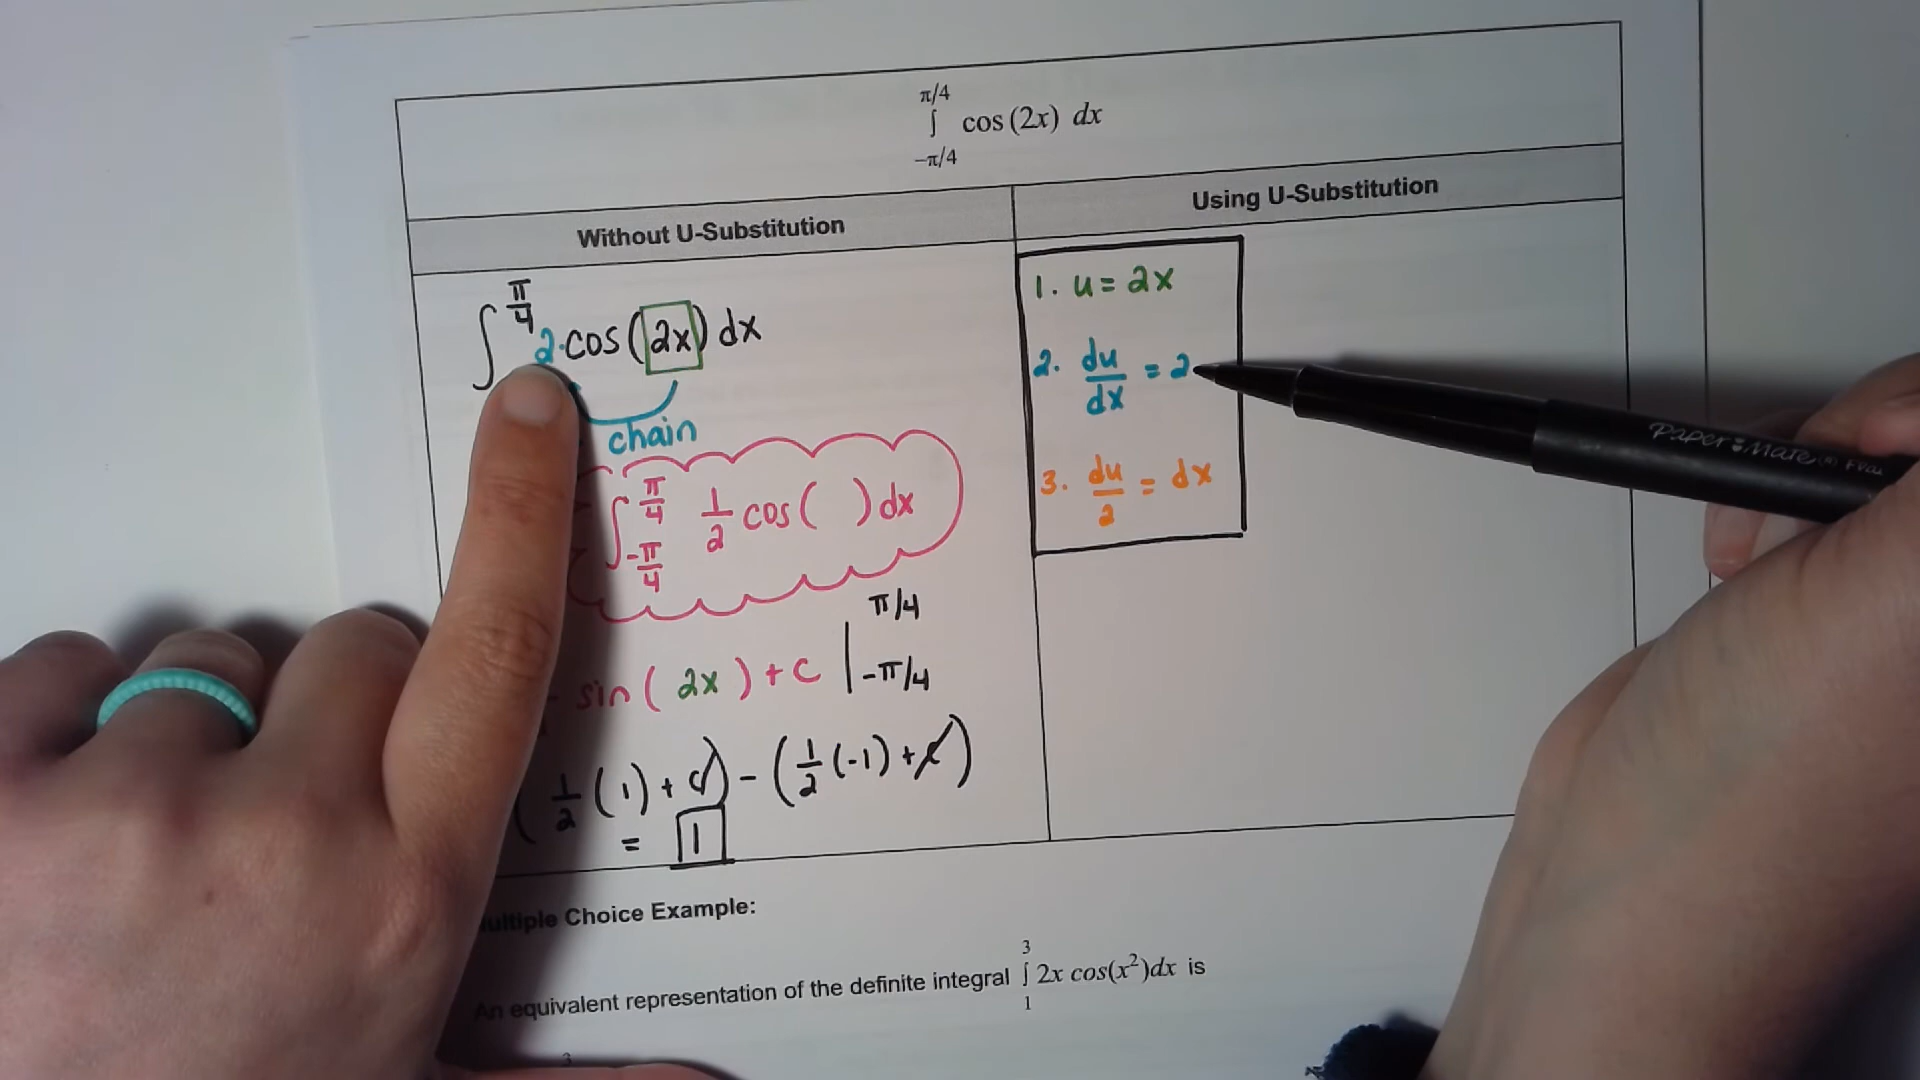 π/4
∫ cos (2x) dx
−π/4
Without U-Substitution
Using U-Substitution
∫ π/4 2·cos(2x) dx
chain
∫ π/4 -π/4 1/2 cos( ) dx
sin( 2x ) + C | π/4 -π/4
( 1/2 (1) + C ) - ( 1/2 (-1) + C )
= 1
1. u = 2x
2. du/dx = 2
3. du/2 = dx
PaperMate
Multiple Choice Example:
An equivalent representation of the definite integral ∫ 3 1 2x cos(x²)dx is
3